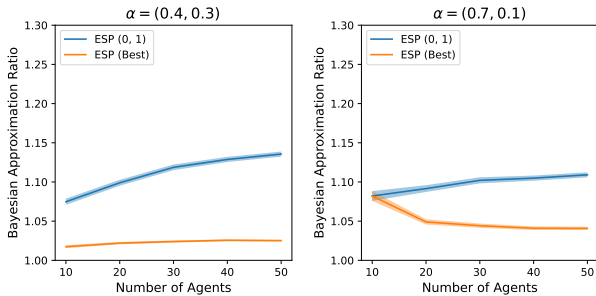 α = (0.4, 0.3)
Bayesian Approximation Ratio
1.30
1.25
1.20
1.15
1.10
1.05
1.00
ESP (0, 1)
ESP (Best)
10 20 30 40 50
Number of Agents
α = (0.7, 0.1)
Bayesian Approximation Ratio
1.30
1.25
1.20
1.15
1.10
1.05
1.00
ESP (0, 1)
ESP (Best)
10 20 30 40 50
Number of Agents